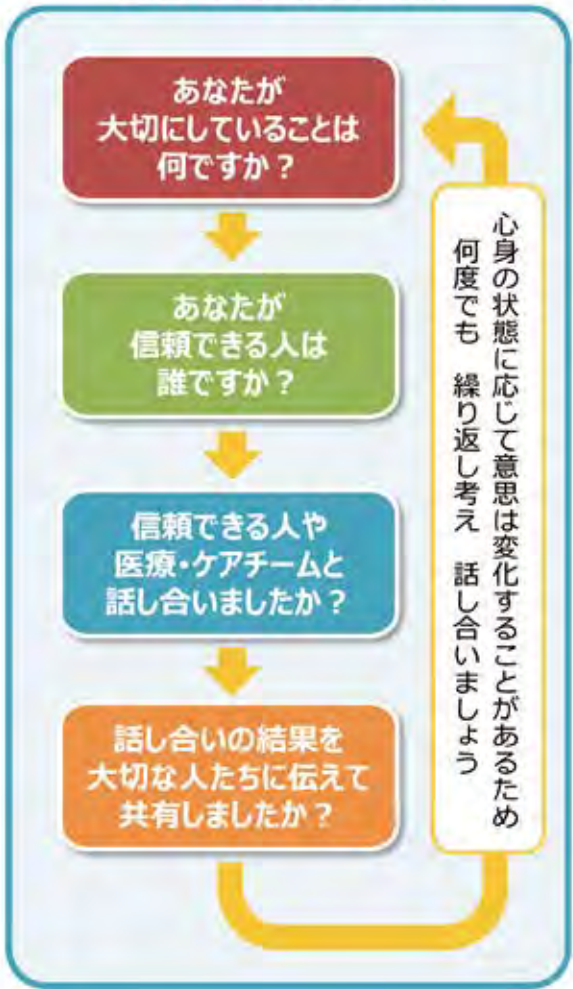 あなたが
大切にしていることは
何ですか？
あなたが
信頼できる人は
誰ですか？
信頼できる人や
医療・ケアチームと
話し合いましたか？
話し合いの結果を
大切な人たちに伝えて
共有しましたか？
心身の状態に応じて意思は変化することがあるため
何度でも　繰り返し考え　話し合いましょう